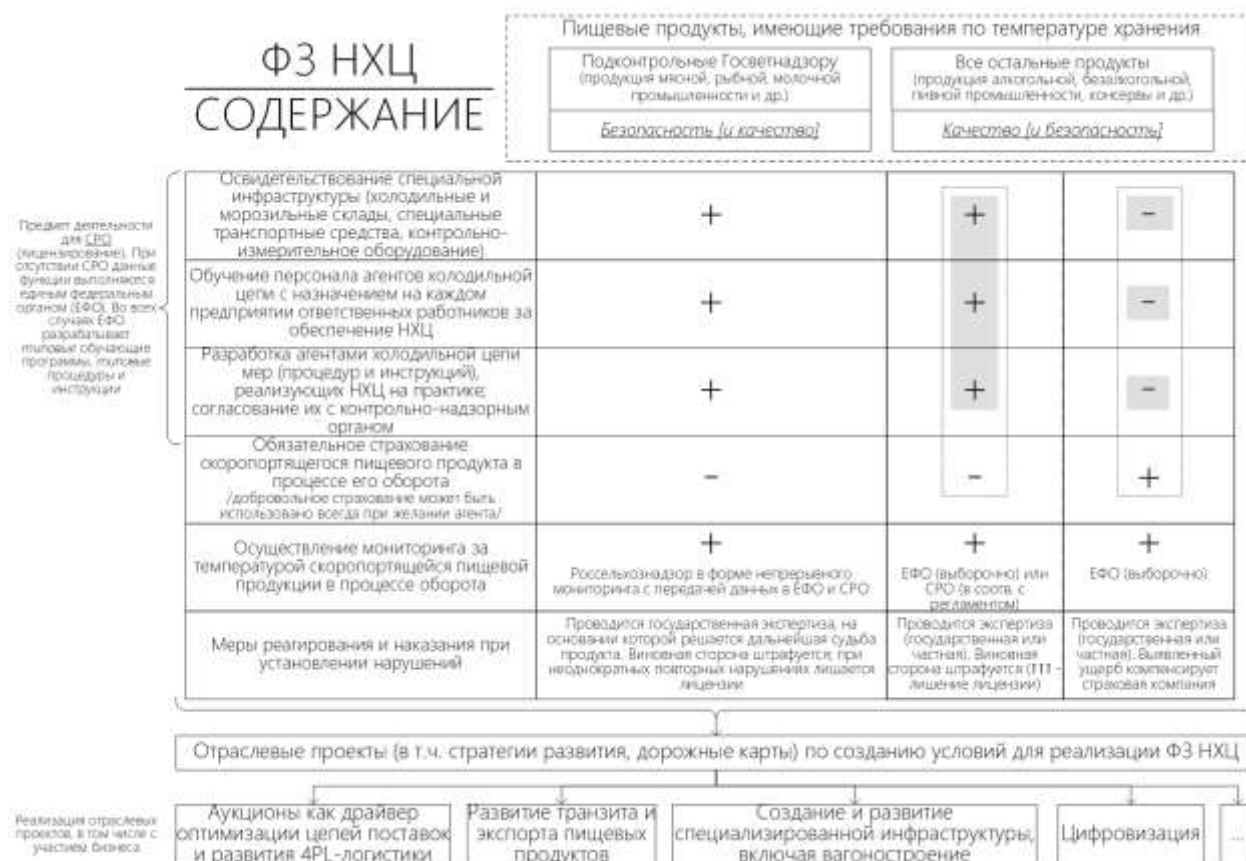 ФЗ НХЦ
СОДЕРЖАНИЕ
Пищевые продукты, имеющие требования по температуре хранения
Подконтрольные Госветнадзору
(продукция мясной, рыбной, молочной
промышленности и др.)
Безопасность [и качество]
Все остальные продукты
(продукция алкогольной, безалкогольной,
пивной промышленности, консервы и др.)
Качество [и безопасность]
Предмет деятельности
для СРО
(лицензирование). При
отсутствии СРО данные
функции выполняются
единым федеральным
органом (ЕФО). Во всех
случаях ЕФО
разрабатывает
типовые обучающие
программы, типовые
процедуры и
инструкции
Освидетельствование специальной
инфраструктуры (холодильные и
морозильные склады, специальные
транспортные средства, контрольно-
измерительное оборудование)
+
+
-
Обучение персонала агентов холодильной
цепи с назначением на каждом
предприятии ответственных работников за
обеспечение НХЦ
+
+
-
Разработка агентами холодильной цепи
мер (процедур и инструкций),
реализующих НХЦ на практике;
согласование их с контрольно-надзорным
органом
+
+
-
Обязательное страхование
скоропортящегося пищевого продукта в
процессе его оборота
/добровольное страхование может быть
использовано всегда при желании агента/
-
-
+
Осуществление мониторинга за
температурой скоропортящейся пищевой
продукции в процессе оборота
+
Россельхознадзор в форме непрерывного
мониторинга с передачей данных в ЕФО и СРО
+
ЕФО (выборочно) или
СРО (в соотв. с
регламентом)
+
ЕФО (выборочно)
Меры реагирования и наказания при
установлении нарушений
Проводится государственная экспертиза, на
основании которой решается дальнейшая судьба
продукта. Виновная сторона штрафуется; при
неоднократных повторных нарушениях лишается
лицензии
Проводится экспертиза
(государственная или
частная). Виновная
сторона штрафуется (ТТТ -
лишение лицензии)
Проводится экспертиза
(государственная или
частная). Выявленный
ущерб компенсирует
страховая компания
Отраслевые проекты (в т.ч. стратегии развития, дорожные карты) по созданию условий для реализации ФЗ НХЦ
Реализация отраслевых
проектов, в том числе с
участием бизнеса
Аукционы как драйвер
оптимизации цепей поставок
и развития 4PL-логистики
Развитие транзита и
экспорта пищевых
продуктов
Создание и развитие
специализированной инфраструктуры,
включая вагоностроение
Цифровизация
...